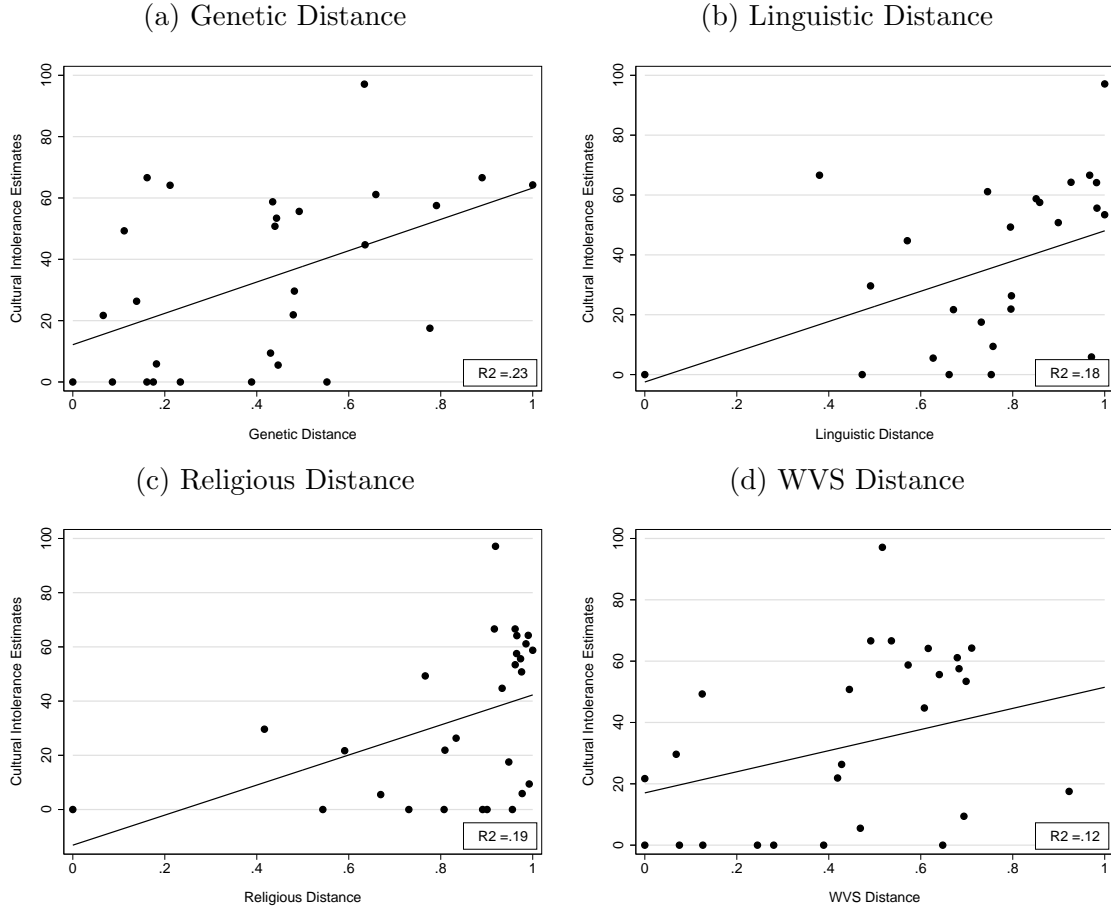 (a) Genetic Distance
Cultural Intolerance Estimates
100
80
60
40
20
0
R2 =.23
0 .2 .4 .6 .8 1
Genetic Distance
(b) Linguistic Distance
Cultural Intolerance Estimates
100
80
60
40
20
0
R2 =.18
0 .2 .4 .6 .8 1
Linguistic Distance
(c) Religious Distance
Cultural Intolerance Estimates
100
80
60
40
20
0
R2 =.19
0 .2 .4 .6 .8 1
Religious Distance
(d) WVS Distance
Cultural Intolerance Estimates
100
80
60
40
20
0
R2 =.12
0 .2 .4 .6 .8 1
WVS Distance